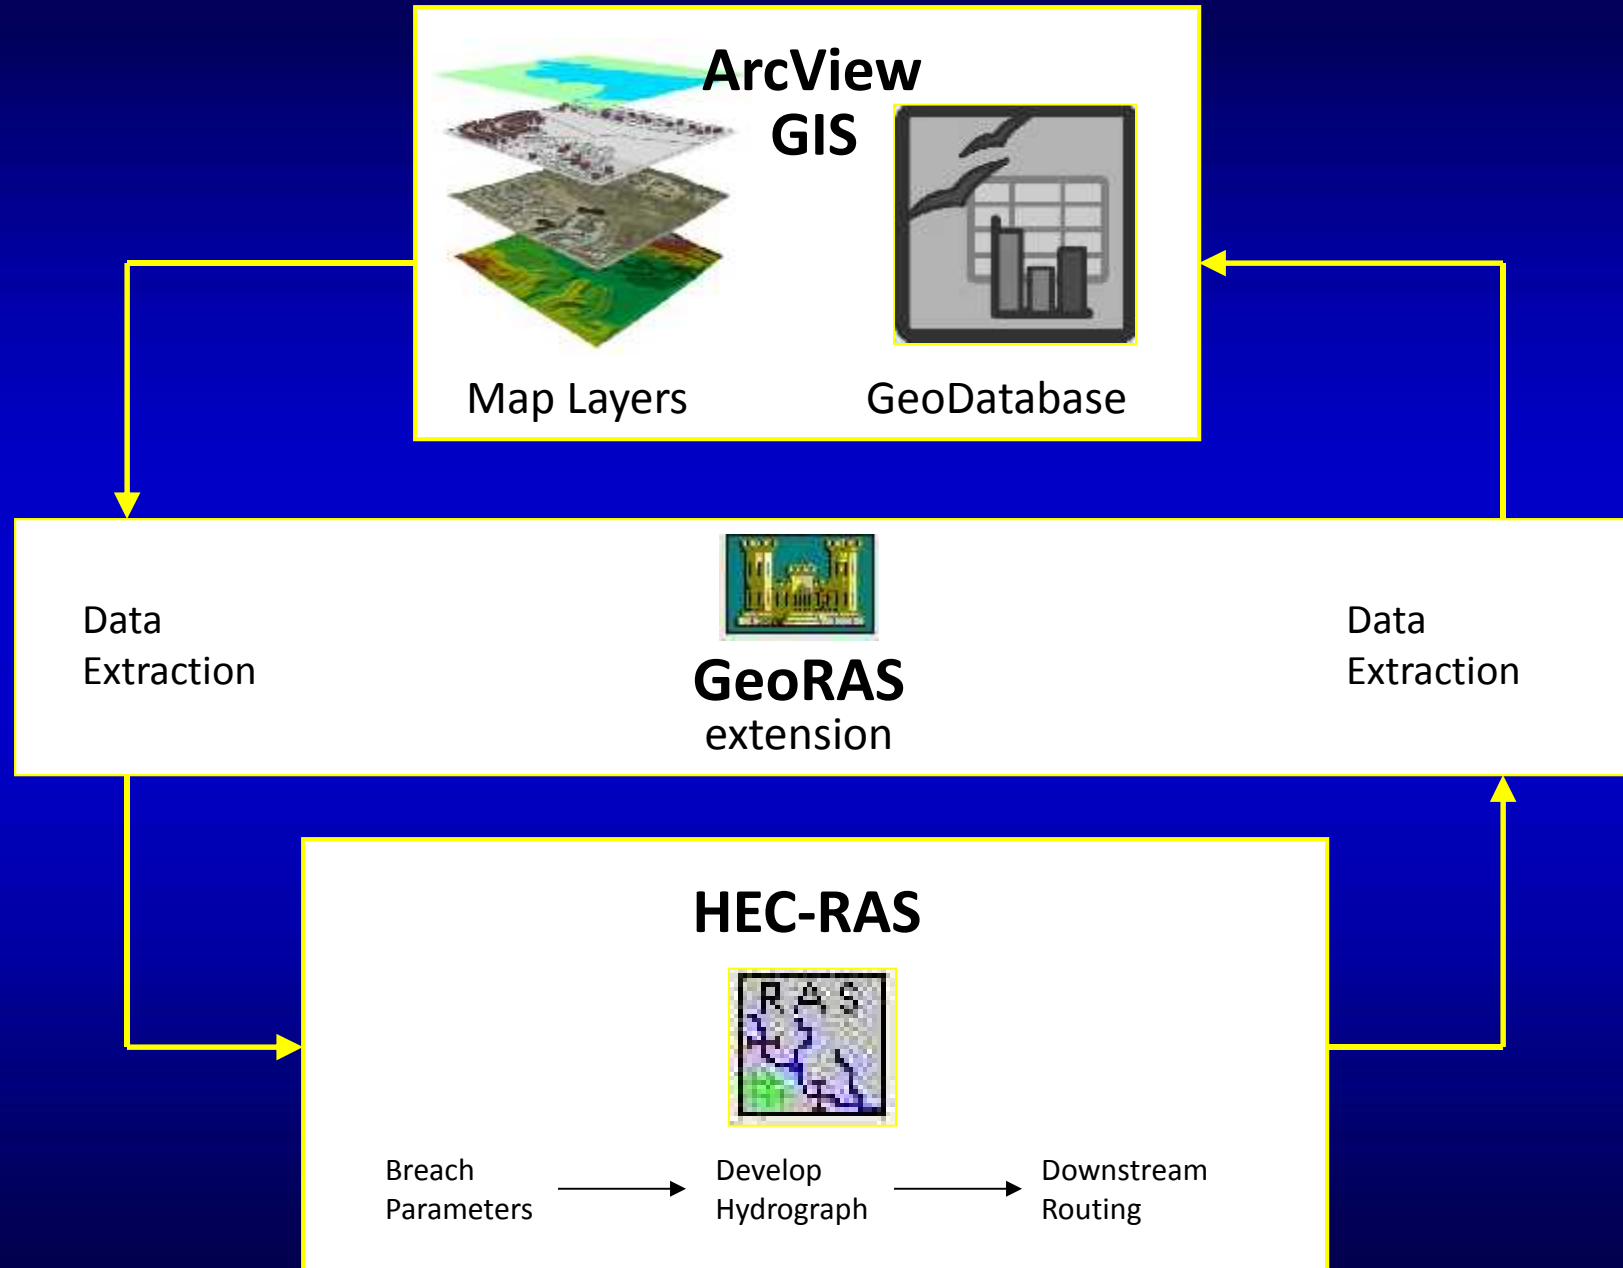 ArcView
GIS
Map Layers
GeoDatabase
Data
Extraction
GeoRAS
extension
Data
Extraction
HEC-RAS
RAS
Breach
Parameters
Develop
Hydrograph
Downstream
Routing